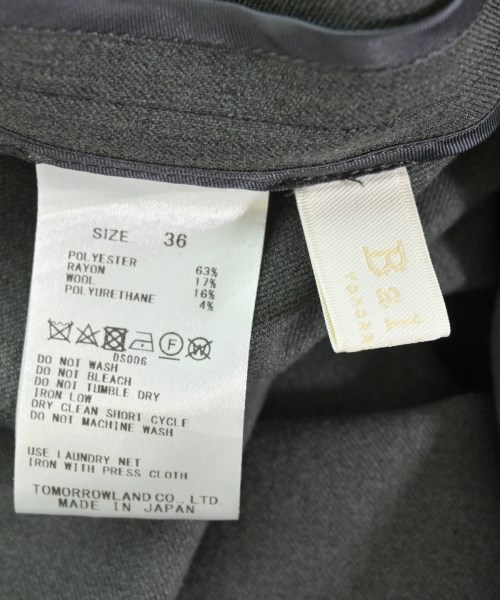 SIZE 36
POLYESTER 63%
RAYON 17%
WOOL 16%
POLYURETHANE 4%
DS006
DO NOT WASH
DO NOT BLEACH
DO NOT TUMBLE DRY
IRON LOW
DRY CLEAN SHORT CYCLE
DO NOT MACHINE WASH
USE LAUNDRY NET
IRON WITH PRESS CLOTH
TOMORROWLAND CO., LTD.
MADE IN JAPAN
Bal